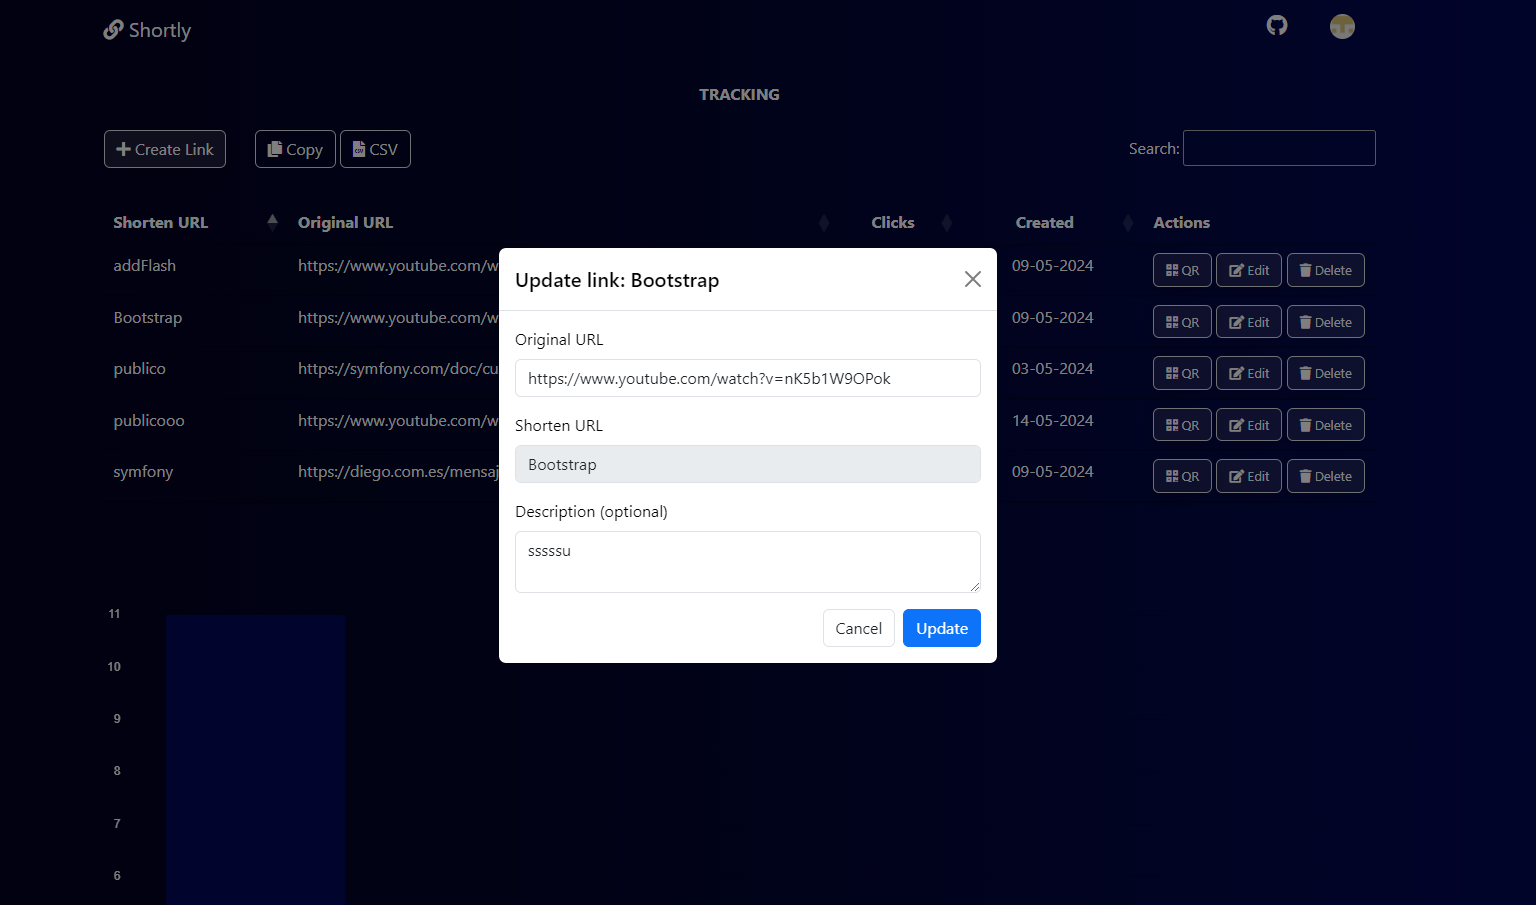 Shortly
TRACKING
Create Link
Copy
CSV
Search:
Shorten URL Original URL Clicks Created Actions
addFlash https://www.youtube.com/w 09-05-2024 QR Edit Delete
Bootstrap https://www.youtube.com/w 09-05-2024 QR Edit Delete
publico https://symfony.com/doc/cu 03-05-2024 QR Edit Delete
publicooo https://www.youtube.com/w 14-05-2024 QR Edit Delete
symfony https://diego.com.es/mensaj 09-05-2024 QR Edit Delete
Update link: Bootstrap
Original URL
https://www.youtube.com/watch?v=nK5b1W9OPok
Shorten URL
Bootstrap
Description (optional)
sssssu
Cancel
Update
11
10
9
8
7
6